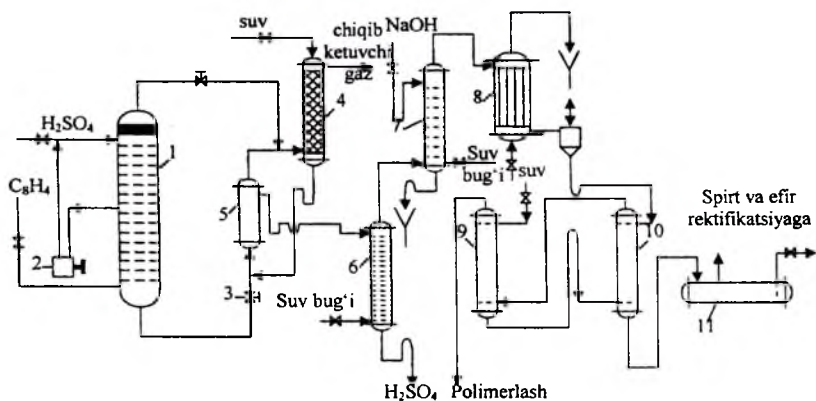 suv
chiqib
ketuvchi
gaz
NaOH
H₂SO₄
C₈H₄
1
2
3
4
5
6
7
8
9
10
11
Suv bug‘i
Suv
bug‘i
suv
Spirt va efir
rektifikatsiyaga
H₂SO₄
Polimerlash